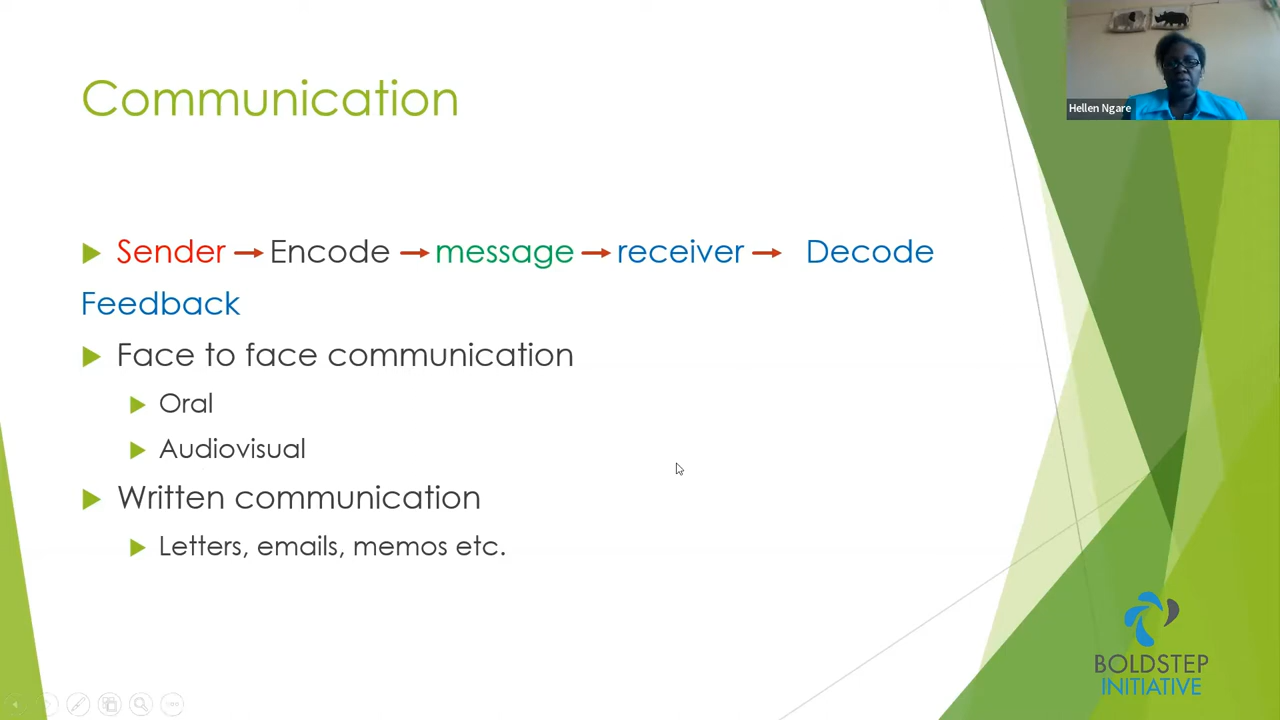 Communication
Hellen Ngare
Sender → Encode → message → receiver → Decode
Feedback
Face to face communication
Oral
Audiovisual
Written communication
Letters, emails, memos etc.
BOLDSTEP
INITIATIVE